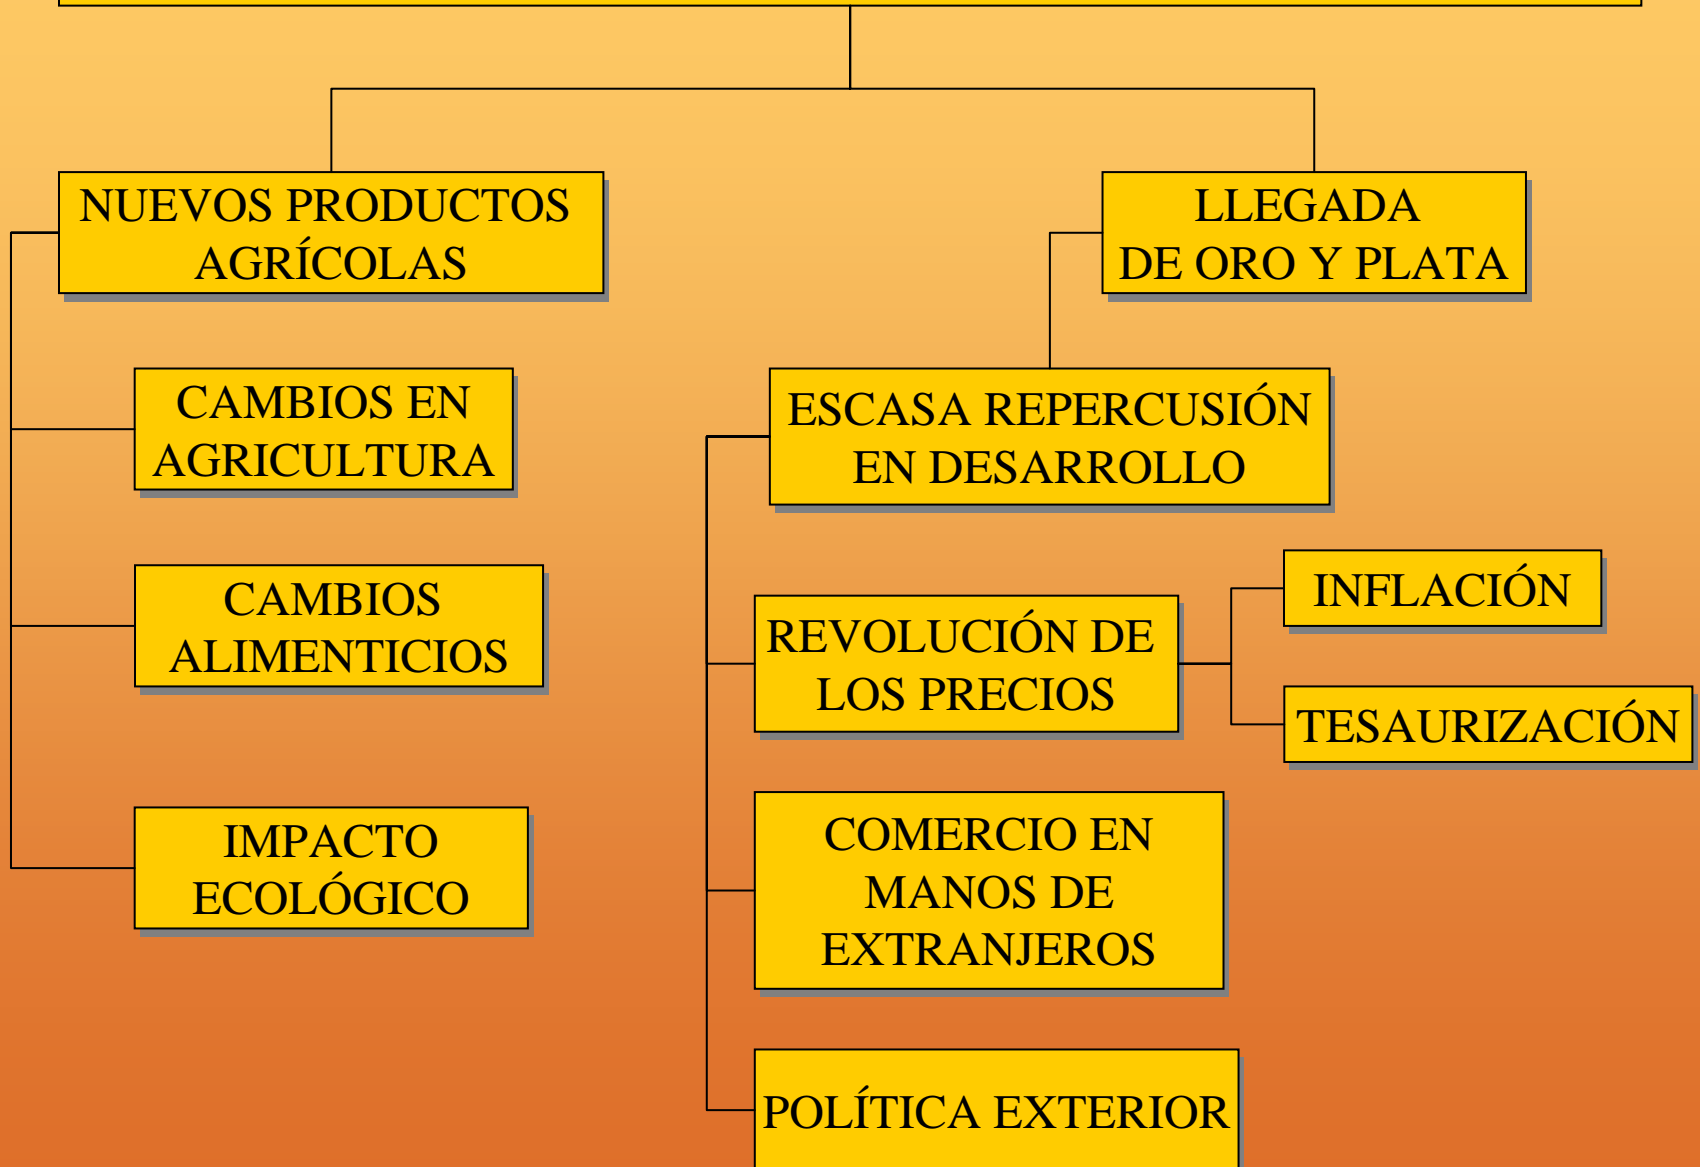 NUEVOS PRODUCTOS
AGRÍCOLAS
LLEGADA
DE ORO Y PLATA
CAMBIOS EN
AGRICULTURA
ESCASA REPERCUSIÓN
EN DESARROLLO
CAMBIOS
ALIMENTICIOS
REVOLUCIÓN DE
LOS PRECIOS
INFLACIÓN
TESAURIZACIÓN
IMPACTO
ECOLÓGICO
COMERCIO EN
MANOS DE
EXTRANJEROS
POLÍTICA EXTERIOR